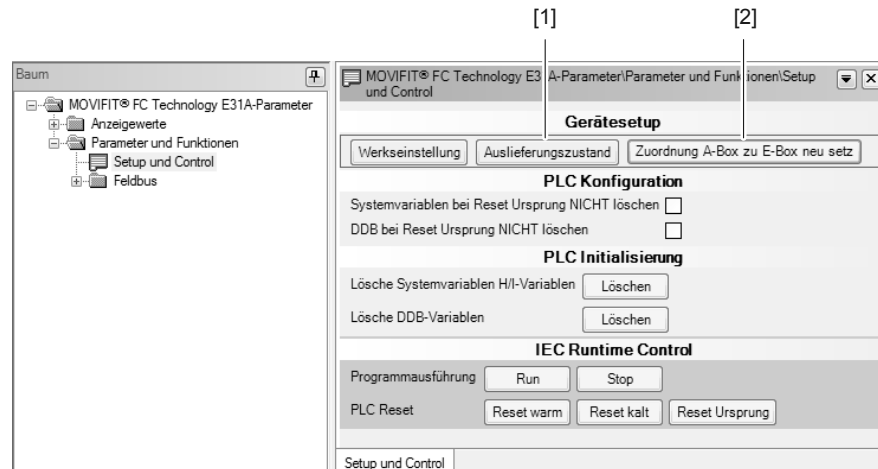 [1] [2]
Baum
MOVIFIT® FC Technology E31A-Parameter
Anzeigewerte
Parameter und Funktionen
Setup und Control
Feldbus
MOVIFIT® FC Technology E3 A-Parameter\Parameter und Funktionen\Setup
und Control
Gerätesetup
Werkseinstellung Auslieferungszustand Zuordnung A-Box zu E-Box neu setz
PLC Konfiguration
Systemvariablen bei Reset Ursprung NICHT löschen
DDB bei Reset Ursprung NICHT löschen
PLC Initialisierung
Lösche Systemvariablen H/I-Variablen Löschen
Lösche DDB-Variablen Löschen
IEC Runtime Control
Programmausführung Run Stop
PLC Reset Reset warm Reset kalt Reset Ursprung
Setup und Control